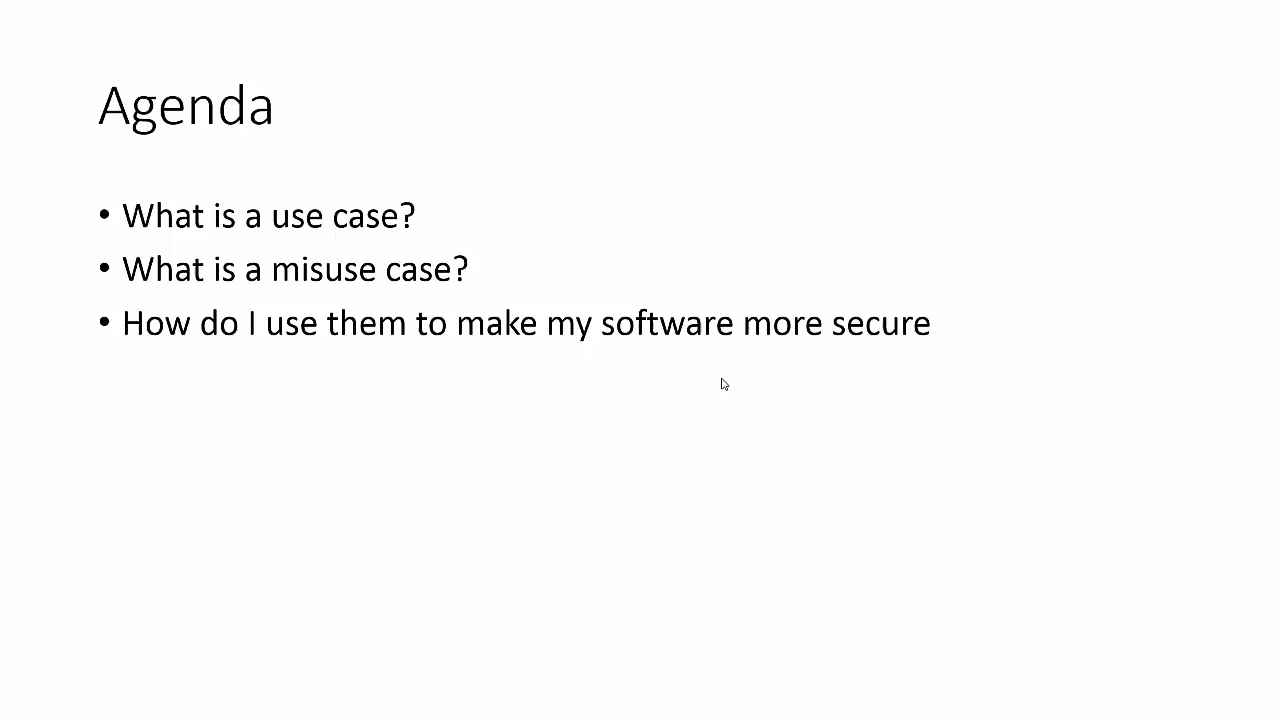 Agenda
• What is a use case?
• What is a misuse case?
• How do I use them to make my software more secure